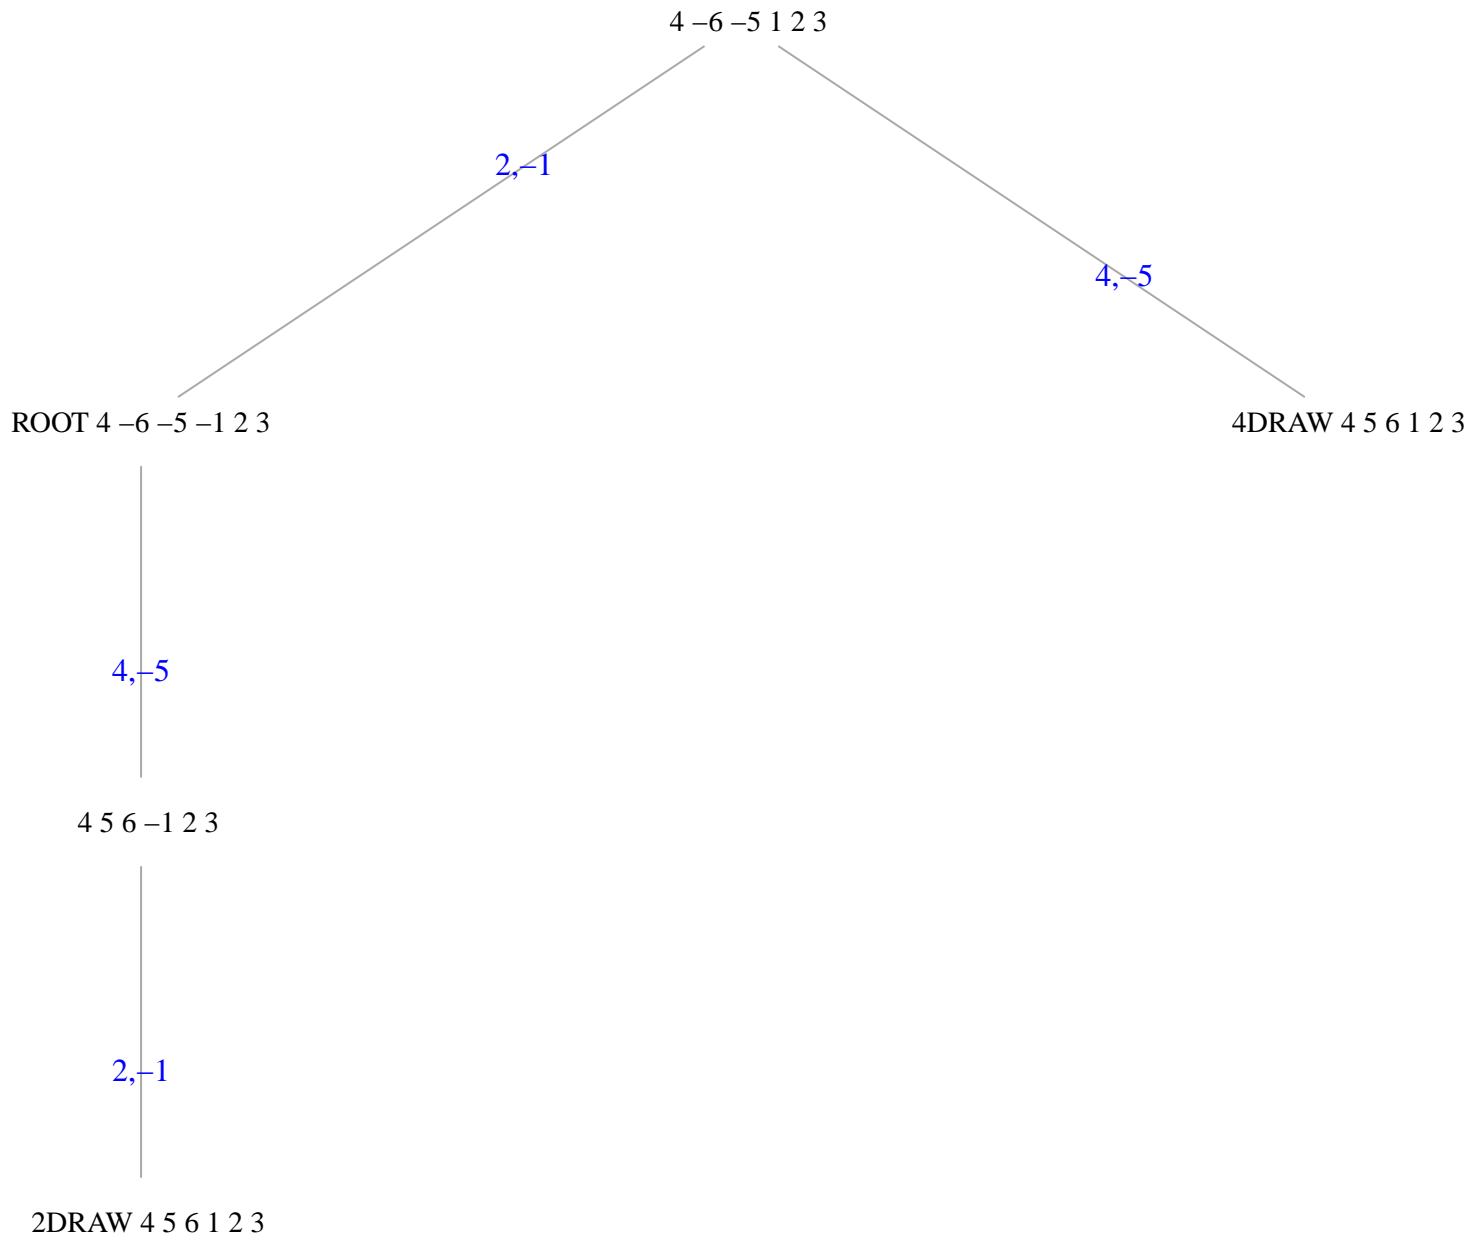 4 –6 –5 1 2 3
2,–1
4,–5
ROOT 4 –6 –5 –1 2 3
4DRAW 4 5 6 1 2 3
4,–5
4 5 6 –1 2 3
2,–1
2DRAW 4 5 6 1 2 3